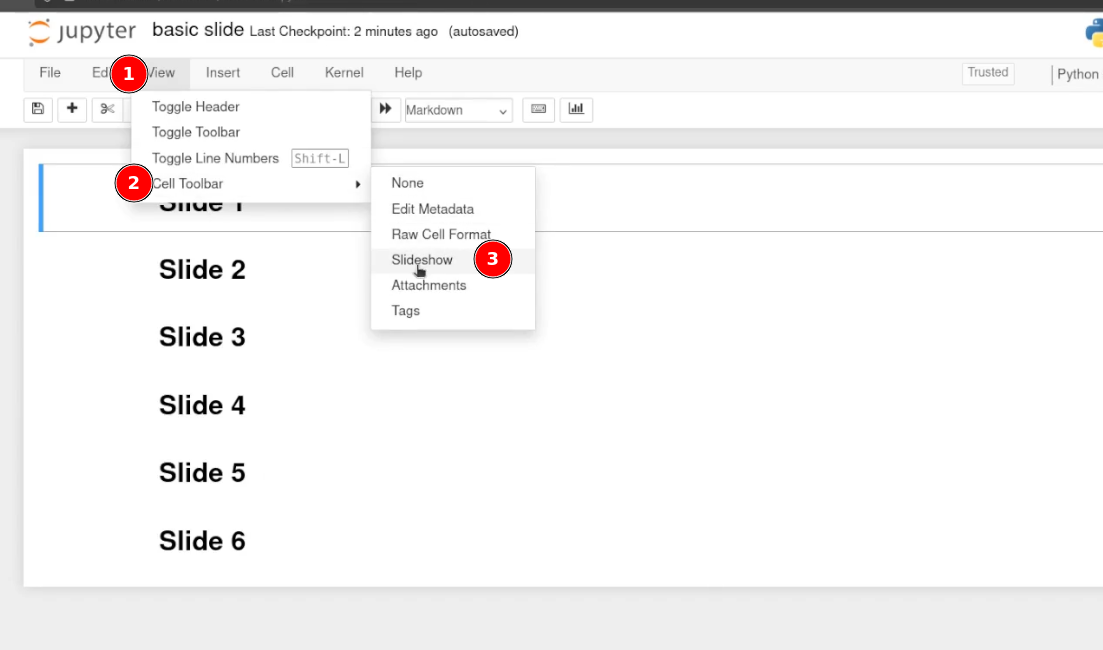 jupyter basic slide Last Checkpoint: 2 minutes ago (autosaved)
File Ed 1 View Insert Cell Kernel Help Trusted Python
Markdown
Toggle Header
Toggle Toolbar
Toggle Line Numbers Shift-L
2 Cell Toolbar
None
Edit Metadata
Raw Cell Format
Slideshow 3
Attachments
Tags
Slide 1
Slide 2
Slide 3
Slide 4
Slide 5
Slide 6